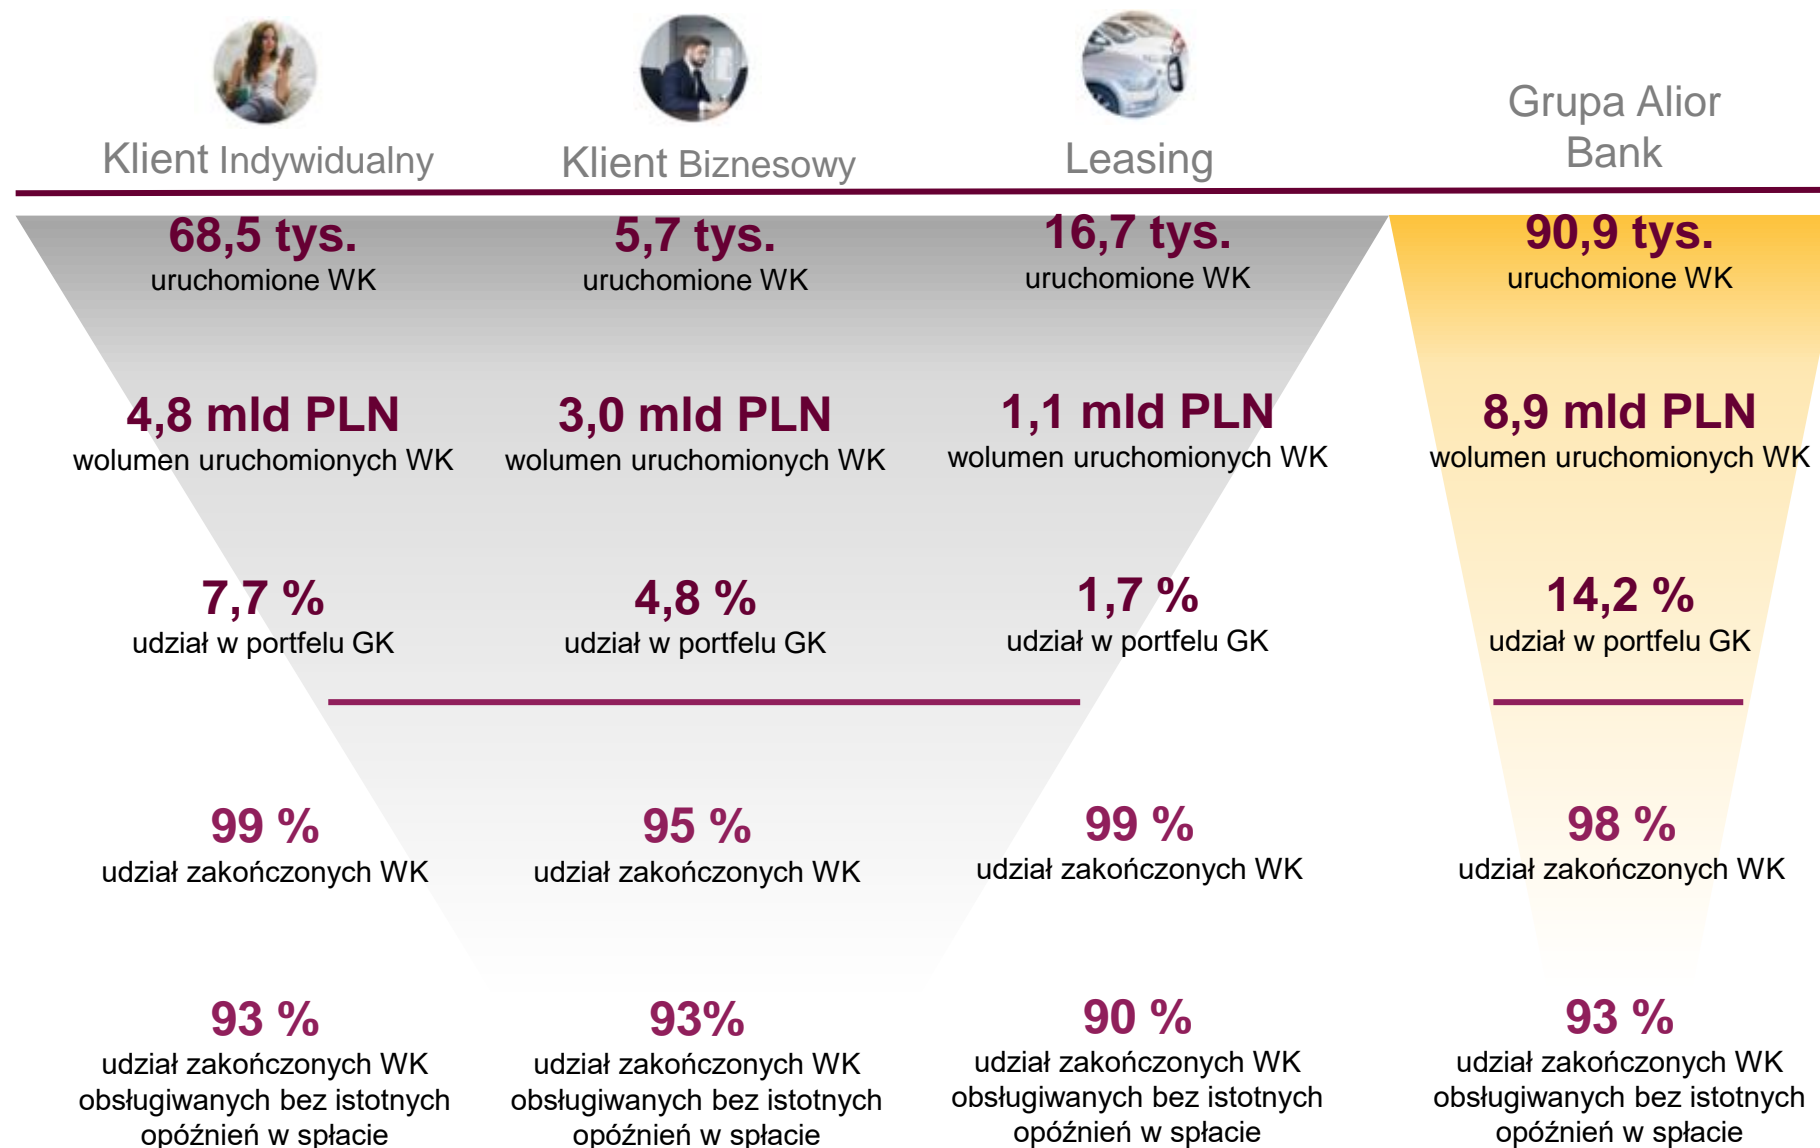 Klient Indywidualny
Klient Biznesowy
Leasing
Grupa Alior
Bank
68,5 tys.
uruchomione WK
5,7 tys.
uruchomione WK
16,7 tys.
uruchomione WK
90,9 tys.
uruchomione WK
4,8 mld PLN
wolumen uruchomionych WK
3,0 mld PLN
wolumen uruchomionych WK
1,1 mld PLN
wolumen uruchomionych WK
8,9 mld PLN
wolumen uruchomionych WK
7,7 %
udział w portfelu GK
4,8 %
udział w portfelu GK
1,7 %
udział w portfelu GK
14,2 %
udział w portfelu GK
99 %
udział zakończonych WK
95 %
udział zakończonych WK
99 %
udział zakończonych WK
98 %
udział zakończonych WK
93 %
udział zakończonych WK
obsługiwanych bez istotnych
opóźnień w spłacie
93%
udział zakończonych WK
obsługiwanych bez istotnych
opóźnień w spłacie
90 %
udział zakończonych WK
obsługiwanych bez istotnych
opóźnień w spłacie
93 %
udział zakończonych WK
obsługiwanych bez istotnych
opóźnień w spłacie